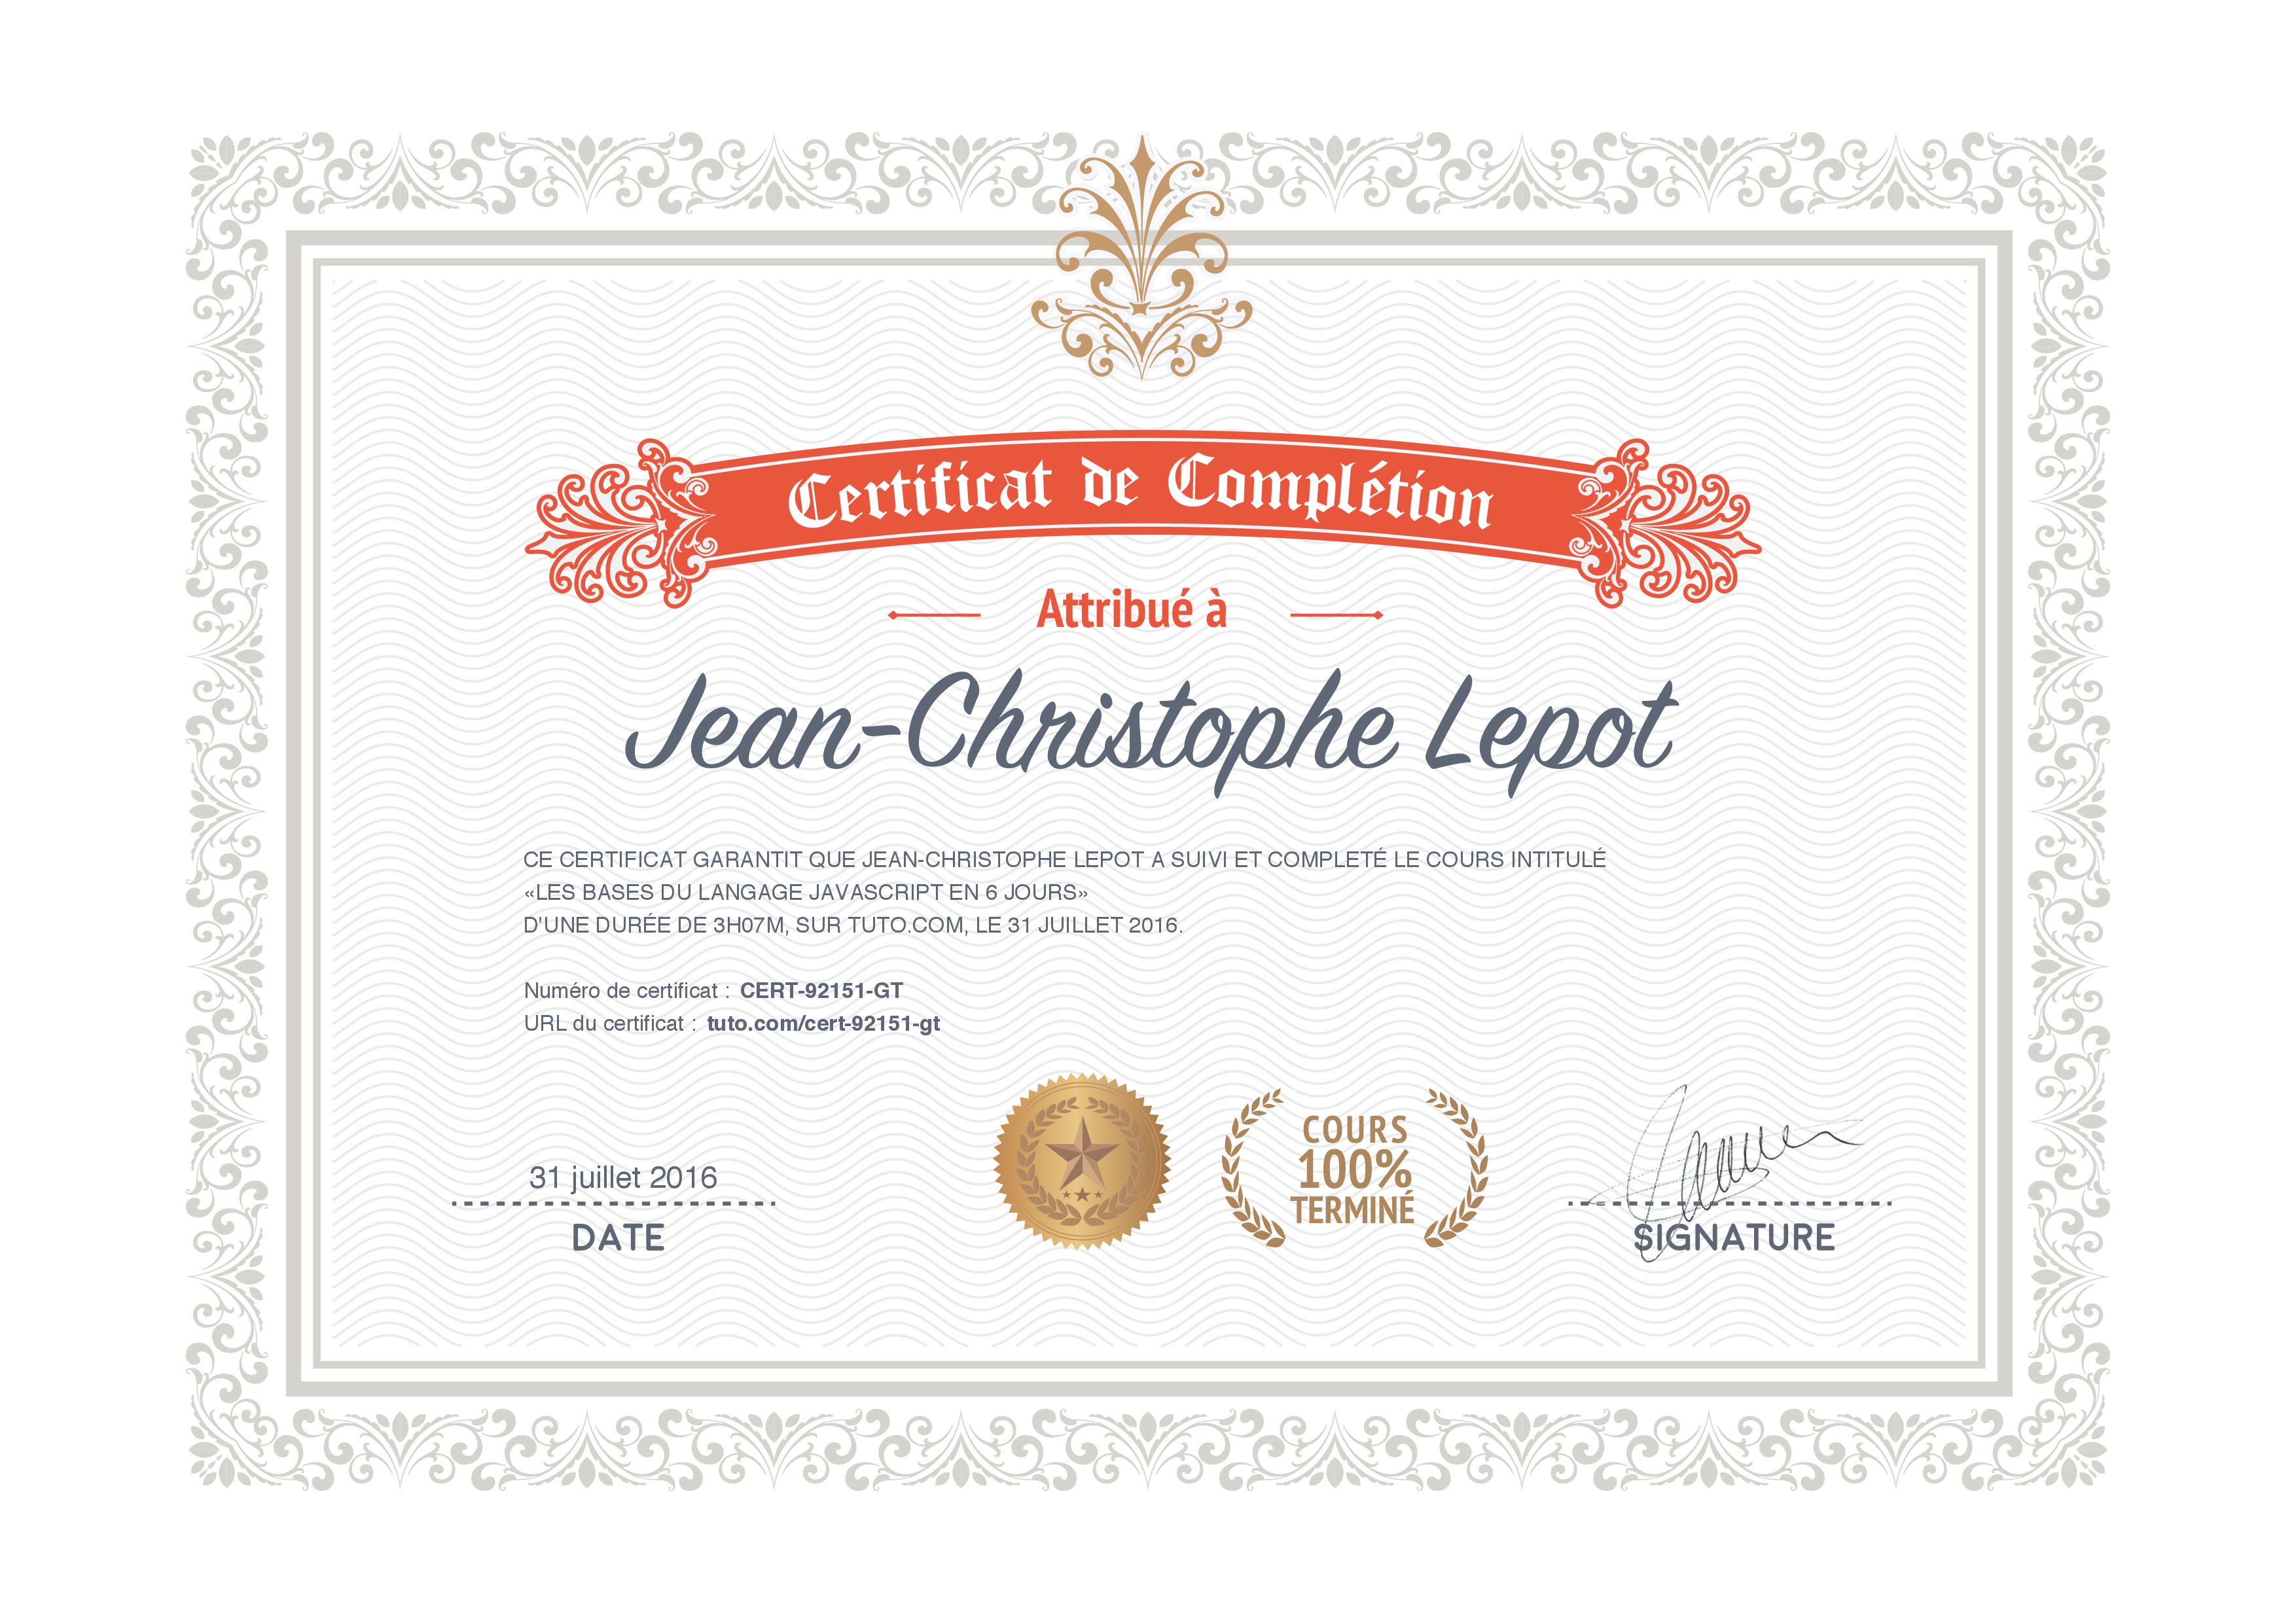 Certificat de Complétion
Attribué à
Jean-Christophe Lepot
CE CERTIFICAT GARANTIT QUE JEAN-CHRISTOPHE LEPOT A SUIVI ET COMPLETÉ LE COURS INTITULÉ
«LES BASES DU LANGAGE JAVASCRIPT EN 6 JOURS»
D'UNE DURÉE DE 3H07M, SUR TUTO.COM, LE 31 JUILLET 2016.
Numéro de certificat : CERT-92151-GT
URL du certificat : tuto.com/cert-92151-gt
31 juillet 2016
DATE
COURS
100%
TERMINÉ
SIGNATURE